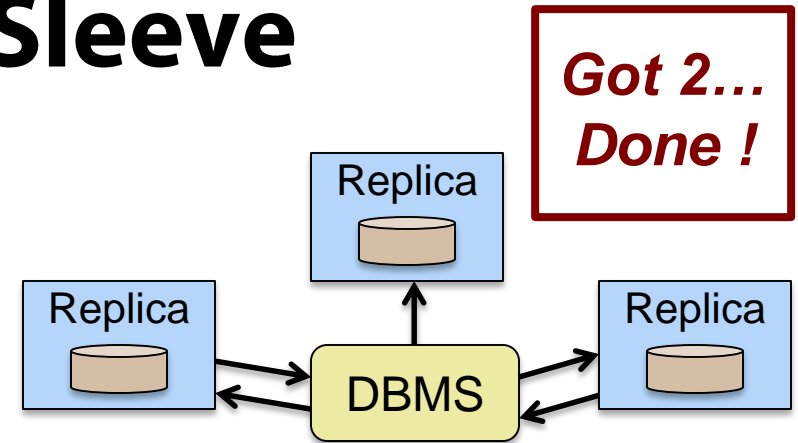 Sleeve
Got 2...
Done !
Replica
Replica
Replica
DBMS